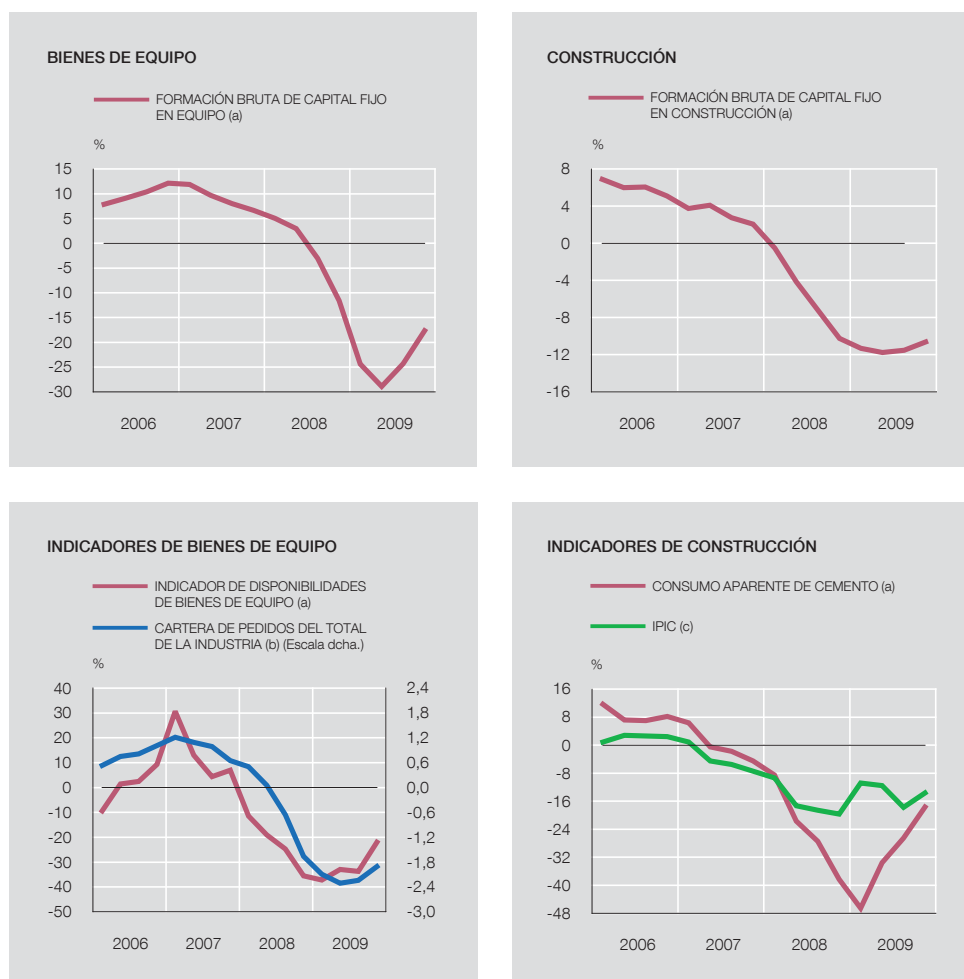 BIENES DE EQUIPO
FORMACIÓN BRUTA DE CAPITAL FIJO
EN EQUIPO (a)
%
15
10
5
0
-5
-10
-15
-20
-25
-30
2006 2007 2008 2009
CONSTRUCCIÓN
FORMACIÓN BRUTA DE CAPITAL FIJO
EN CONSTRUCCIÓN (a)
%
8
4
0
-4
-8
-12
-16
2006 2007 2008 2009
INDICADORES DE BIENES DE EQUIPO
INDICADOR DE DISPONIBILIDADES
DE BIENES DE EQUIPO (a)
CARTERA DE PEDIDOS DEL TOTAL
DE LA INDUSTRIA (b) (Escala dcha.)
%
40 2,4
30 1,8
20 1,2
10 0,6
0 0,0
-10 -0,6
-20 -1,2
-30 -1,8
-40 -2,4
-50 -3,0
2006 2007 2008 2009
INDICADORES DE CONSTRUCCIÓN
CONSUMO APARENTE DE CEMENTO (a)
IPIC (c)
%
16
8
0
-8
-16
-24
-32
-40
-48
2006 2007 2008 2009